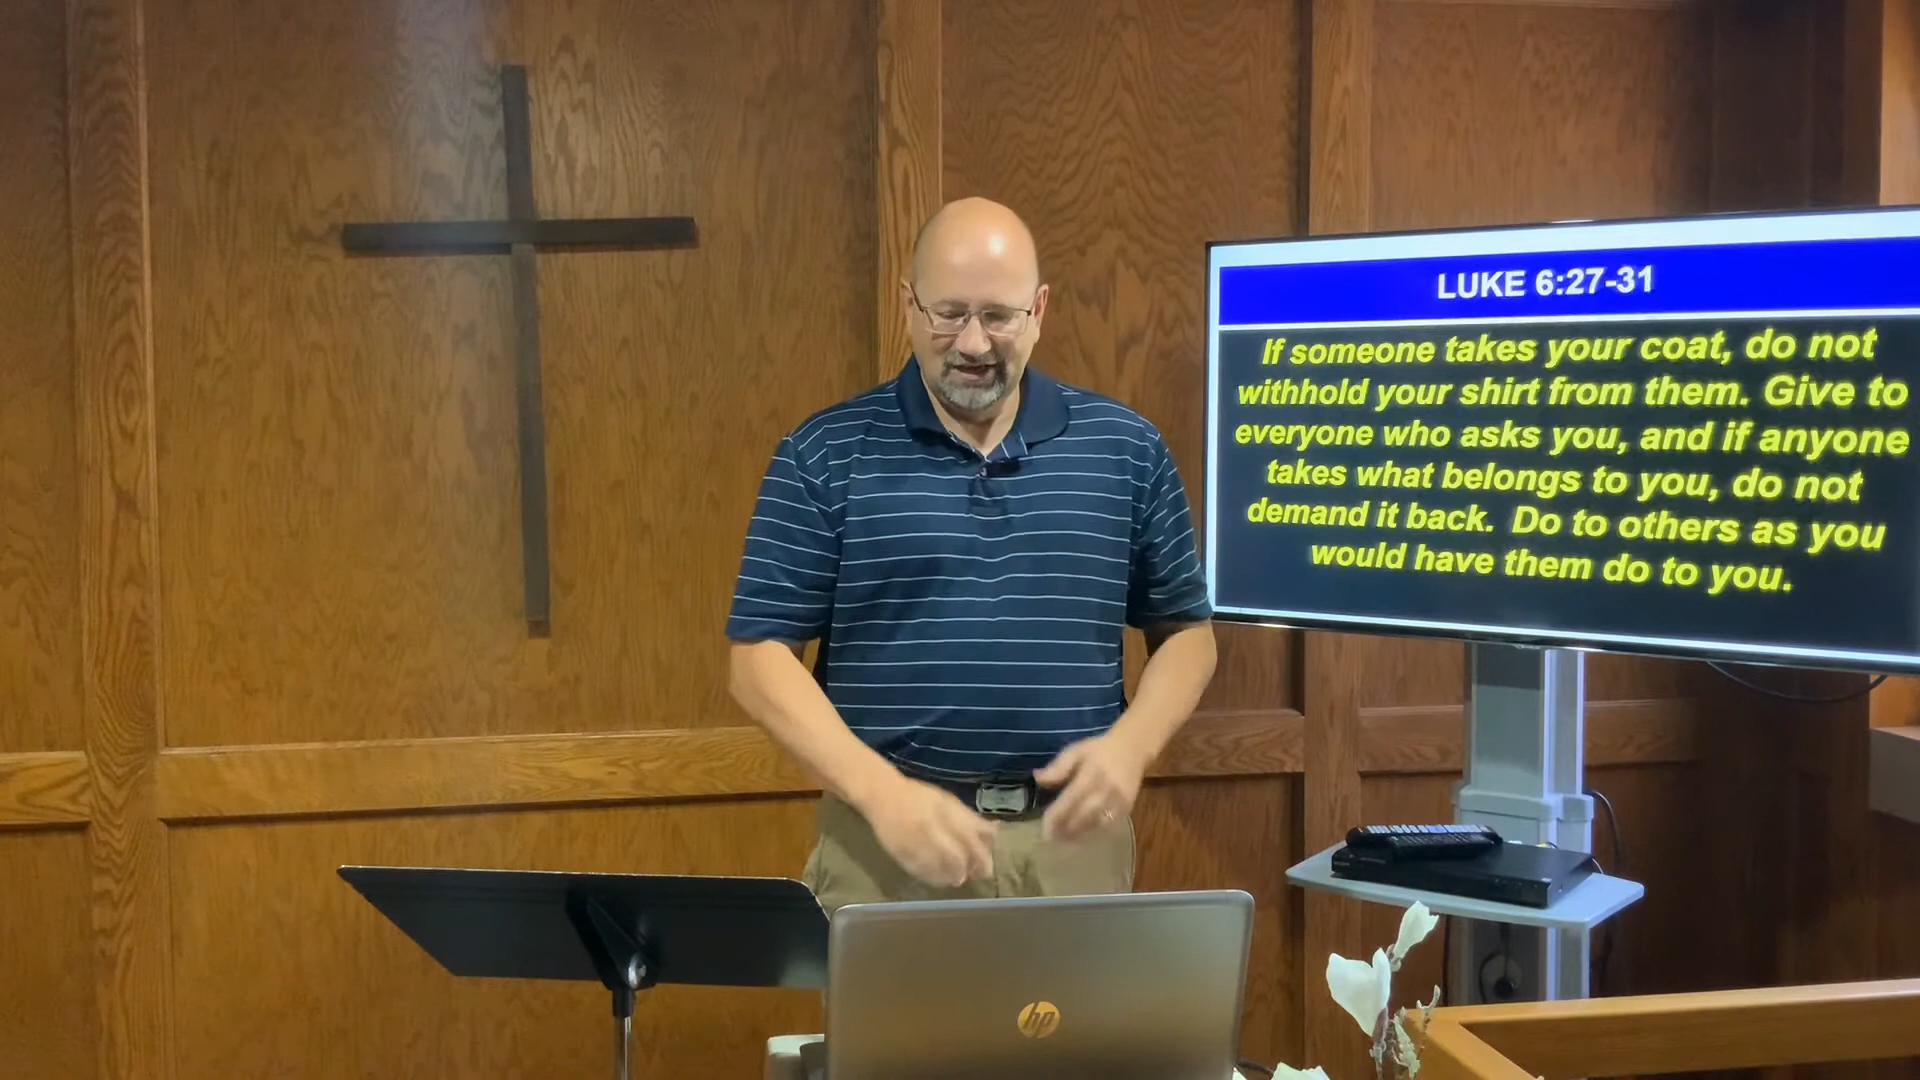 LUKE 6:27-31
If someone takes your coat, do not
withhold your shirt from them. Give to
everyone who asks you, and if anyone
takes what belongs to you, do not
demand it back. Do to others as you
would have them do to you.
hp